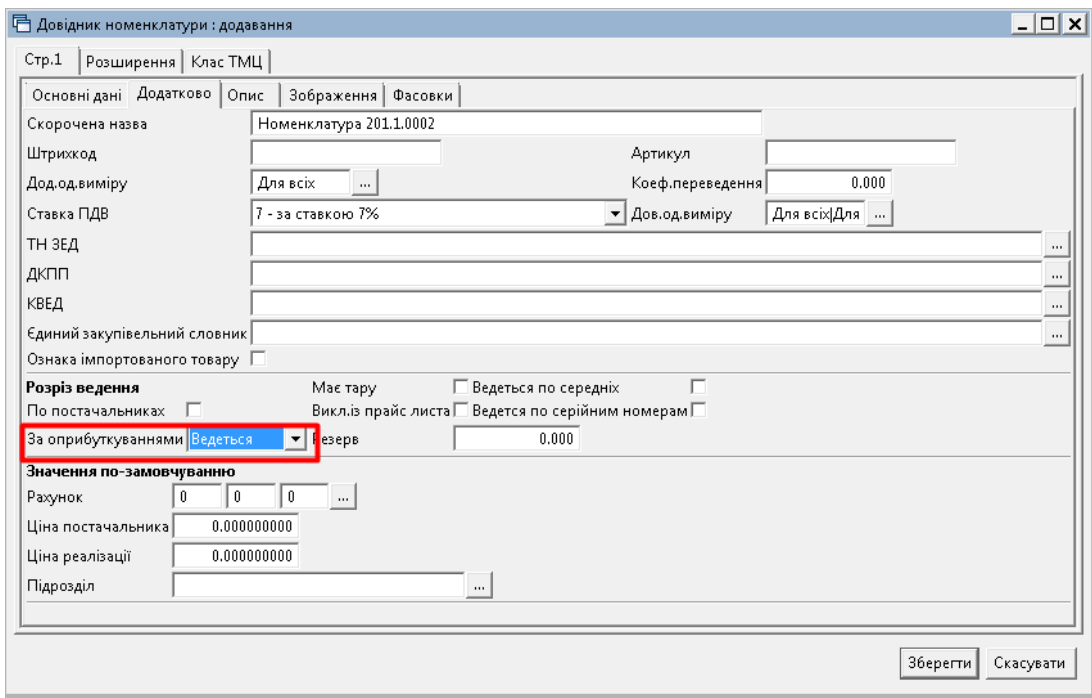 Довідник номенклатури : додавання
Стр.1 Розширення Клас ТМЦ
Основні дані Додатково Опис Зображення Фасовки
Скорочена назва Номенклатура 201.1.0002
Штрихкод Артикул
Дод.од.виміру Для всіх ... Коеф.переведення 0.000
Ставка ПДВ 7 - за ставкою 7% Дов.од.виміру Для всіх|Для ...
ТН ЗЕД ...
ДКПП ...
КВЕД ...
Єдиний закупівельний словник ...
Ознака імпортованого товару
Розріз ведення Має тару Ведеться по середніх
По постачальниках Викл.із прайс листа Ведется по серійним номерам
За оприбуткуваннями Ведеться Резерв 0.000
Значення по-замовчуванню
Рахунок 0 0 0 ...
Ціна постачальника 0.000000000
Ціна реалізації 0.000000000
Підрозділ ...
Зберегти Скасувати